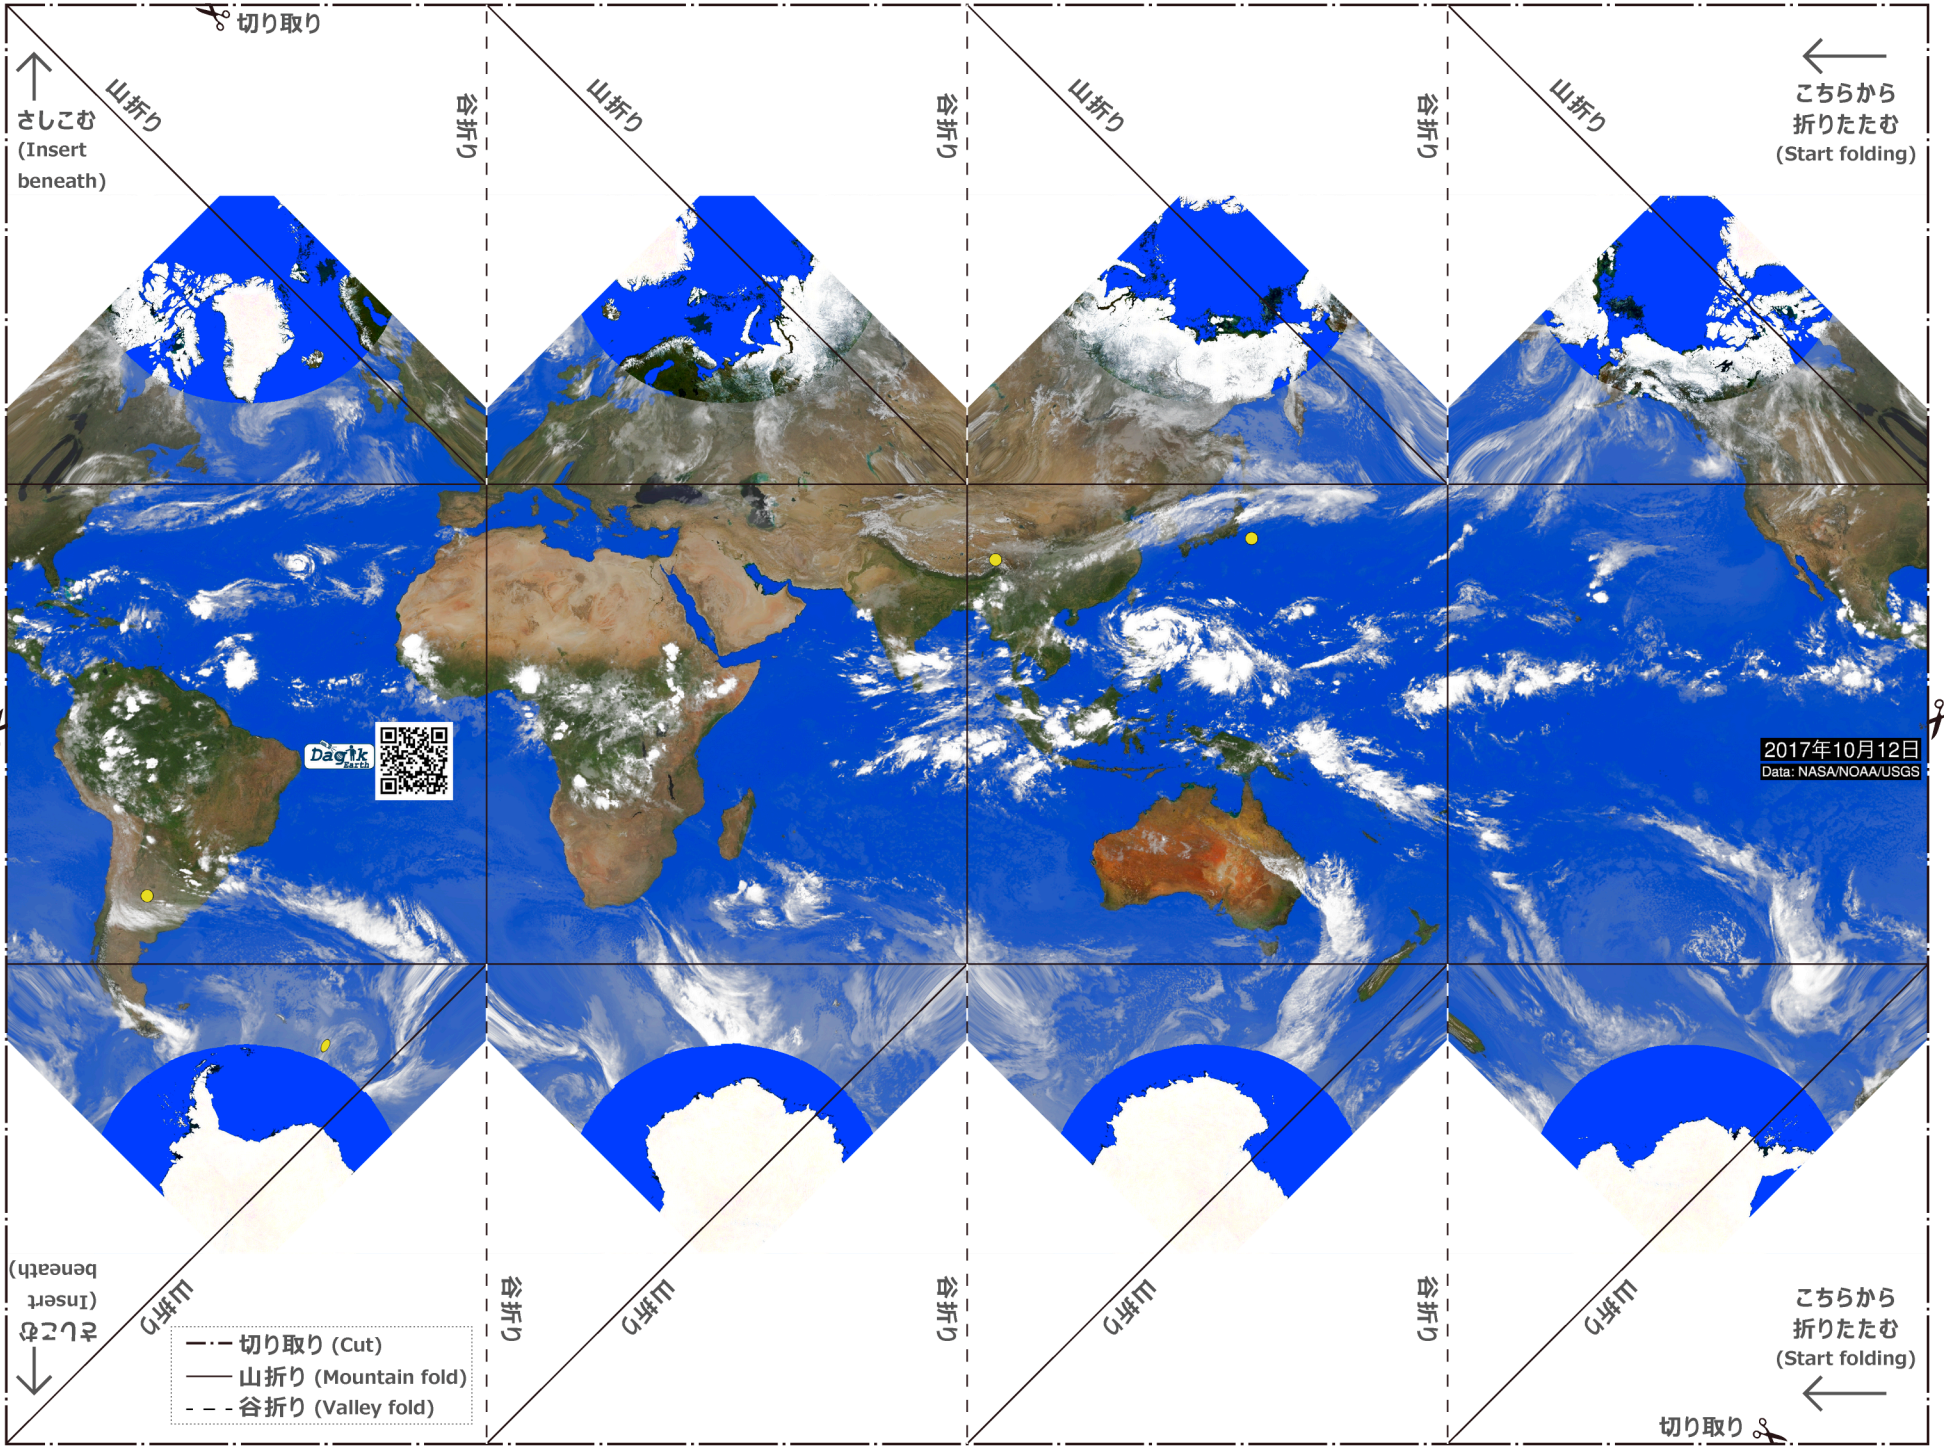 切り取り
さしこむ
(Insert
beneath)
山折り
谷折り
山折り
谷折り
山折り
谷折り
山折り
こちらから
折りたたむ
(Start folding)
Dagik
Earth
2017年10月12日
Data: NASA/NOAA/USGS
さしこむ
(Insert
beneath)
山折り
谷折り
山折り
谷折り
山折り
谷折り
山折り
こちらから
折りたたむ
(Start folding)
切り取り (Cut)
山折り (Mountain fold)
谷折り (Valley fold)
切り取り